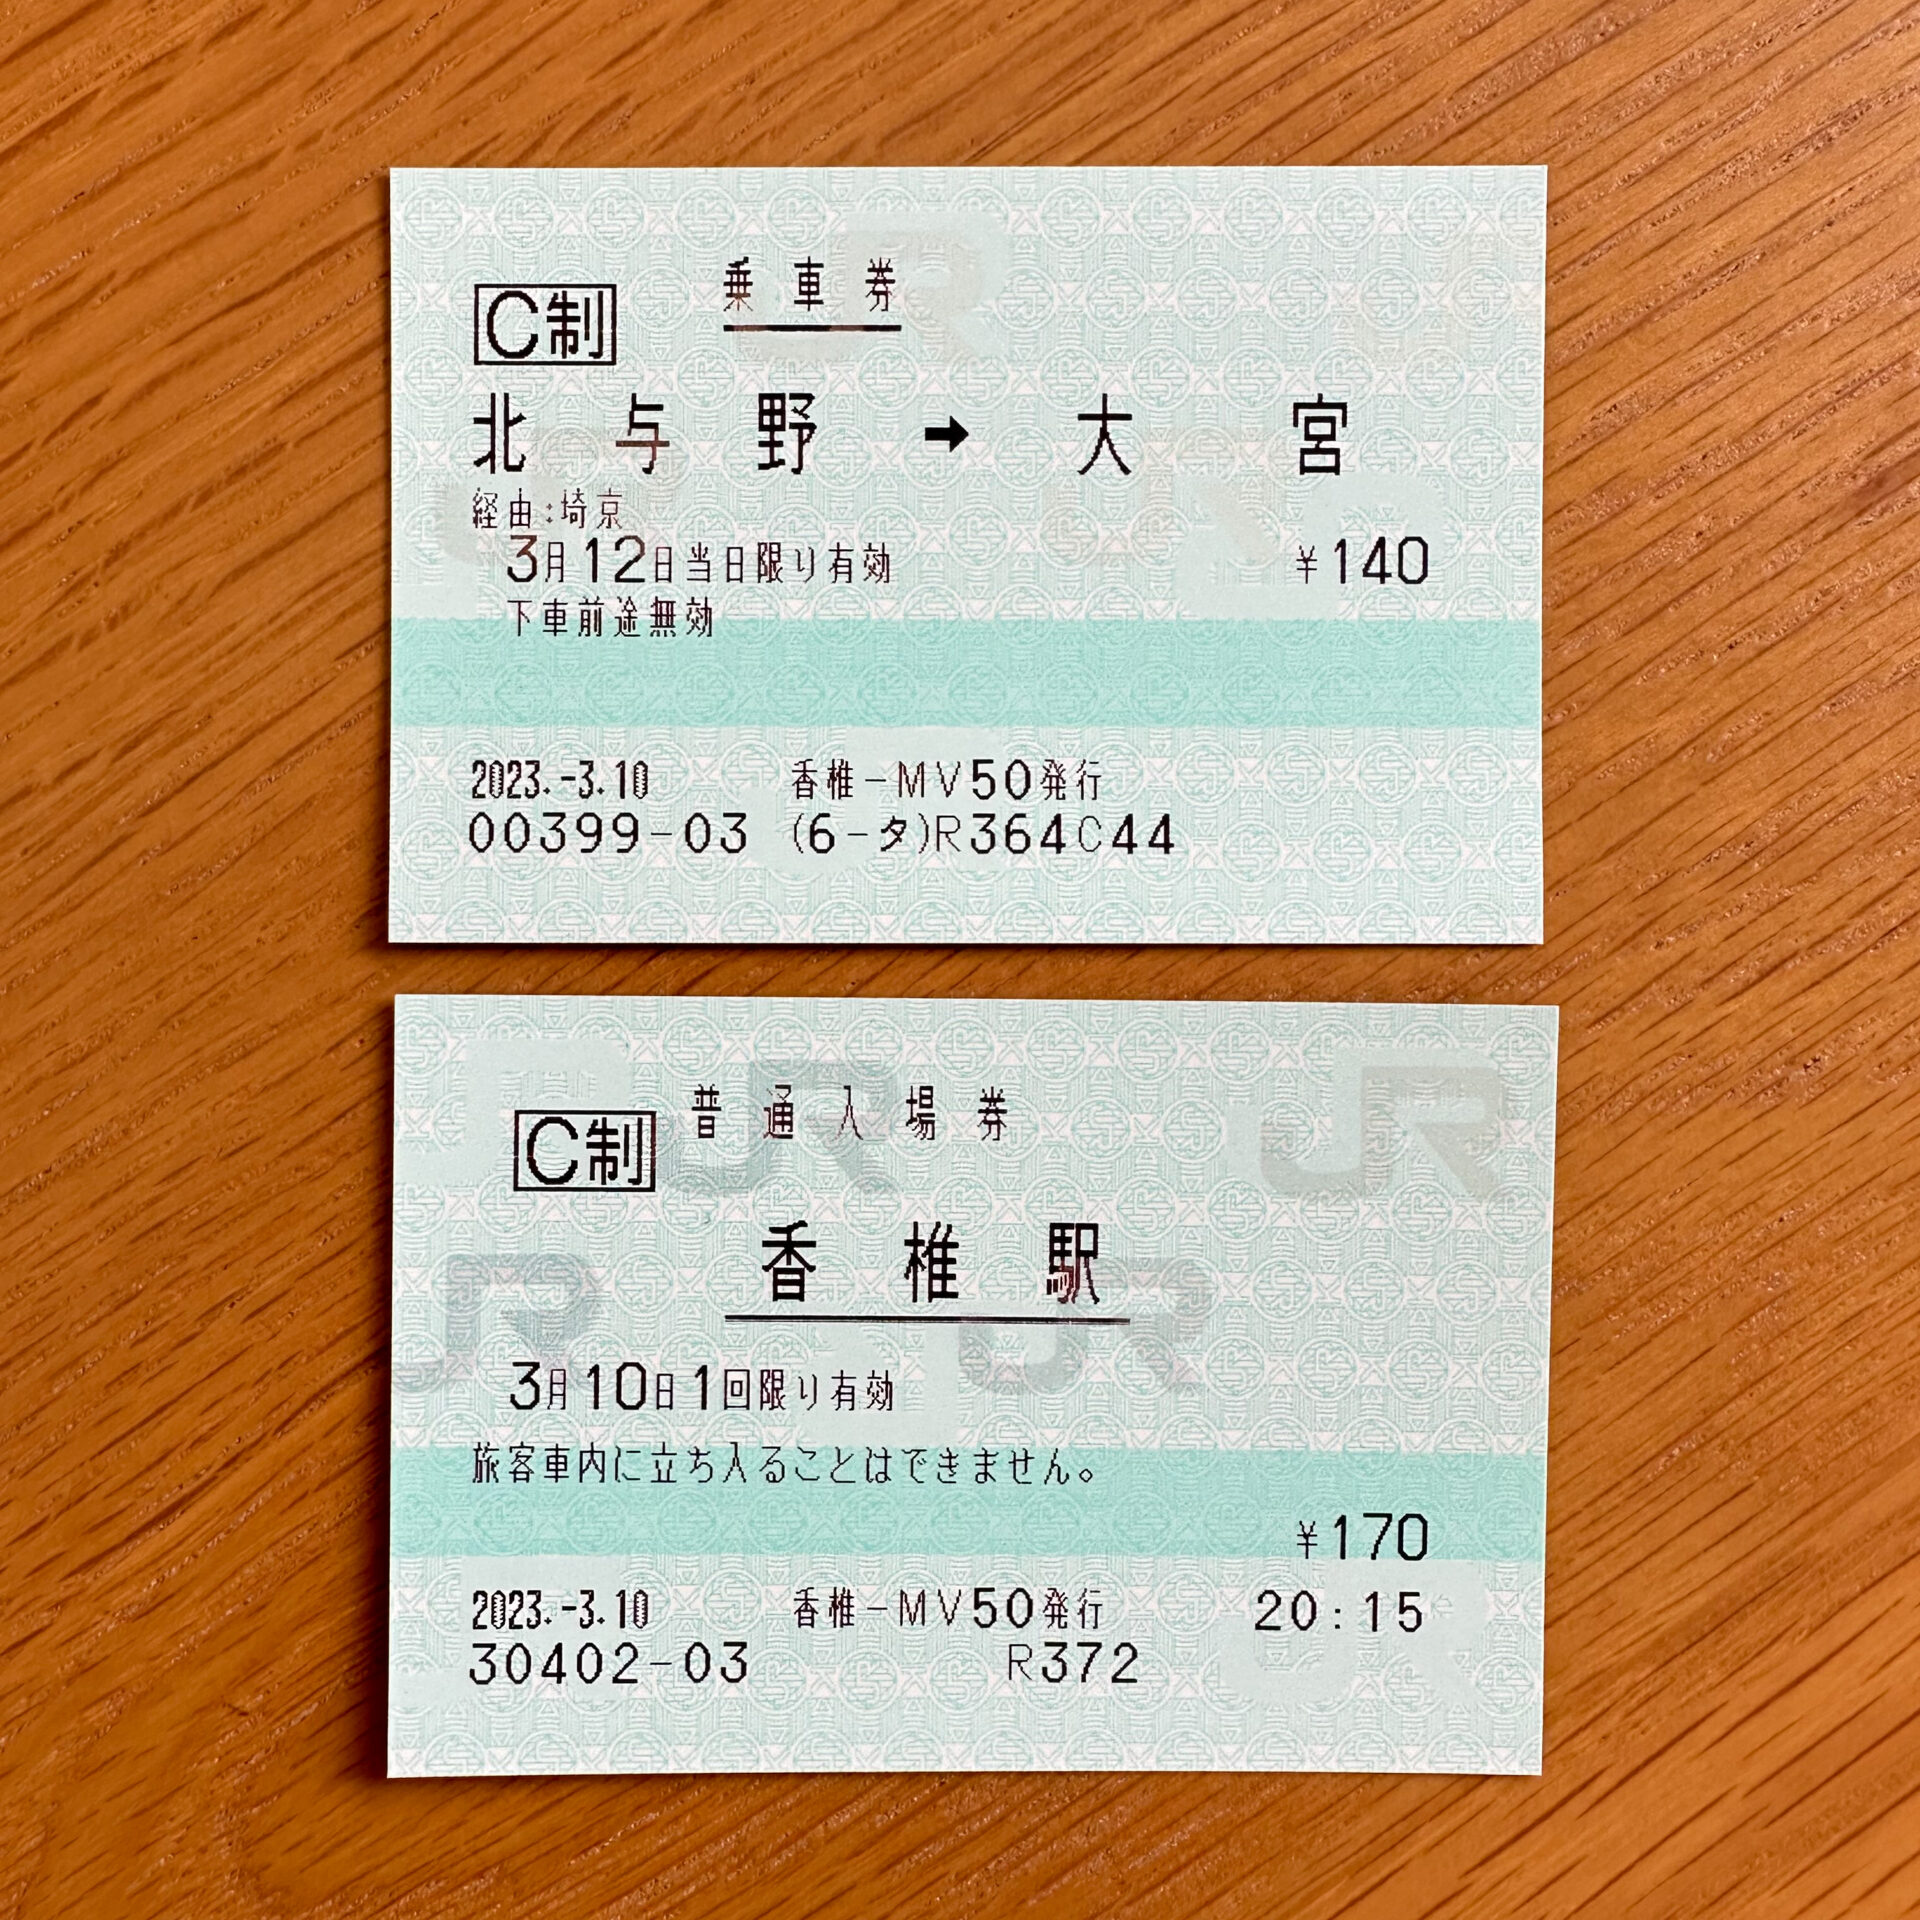 乗車券
C制
北与野➡大宮
経由:埼京
3月12日当日限り有効 ¥140
下車前途無効
2023.-3.10 香椎-MV50発行
00399-03 (6-タ)R364C44
普通入場券
C制
香椎駅
3月10日1回限り有効
旅客車内に立ち入ることはできません。
¥170
2023.-3.10 香椎-MV50発行 20:15
30402-03 R372
JR
JR
JR
JR